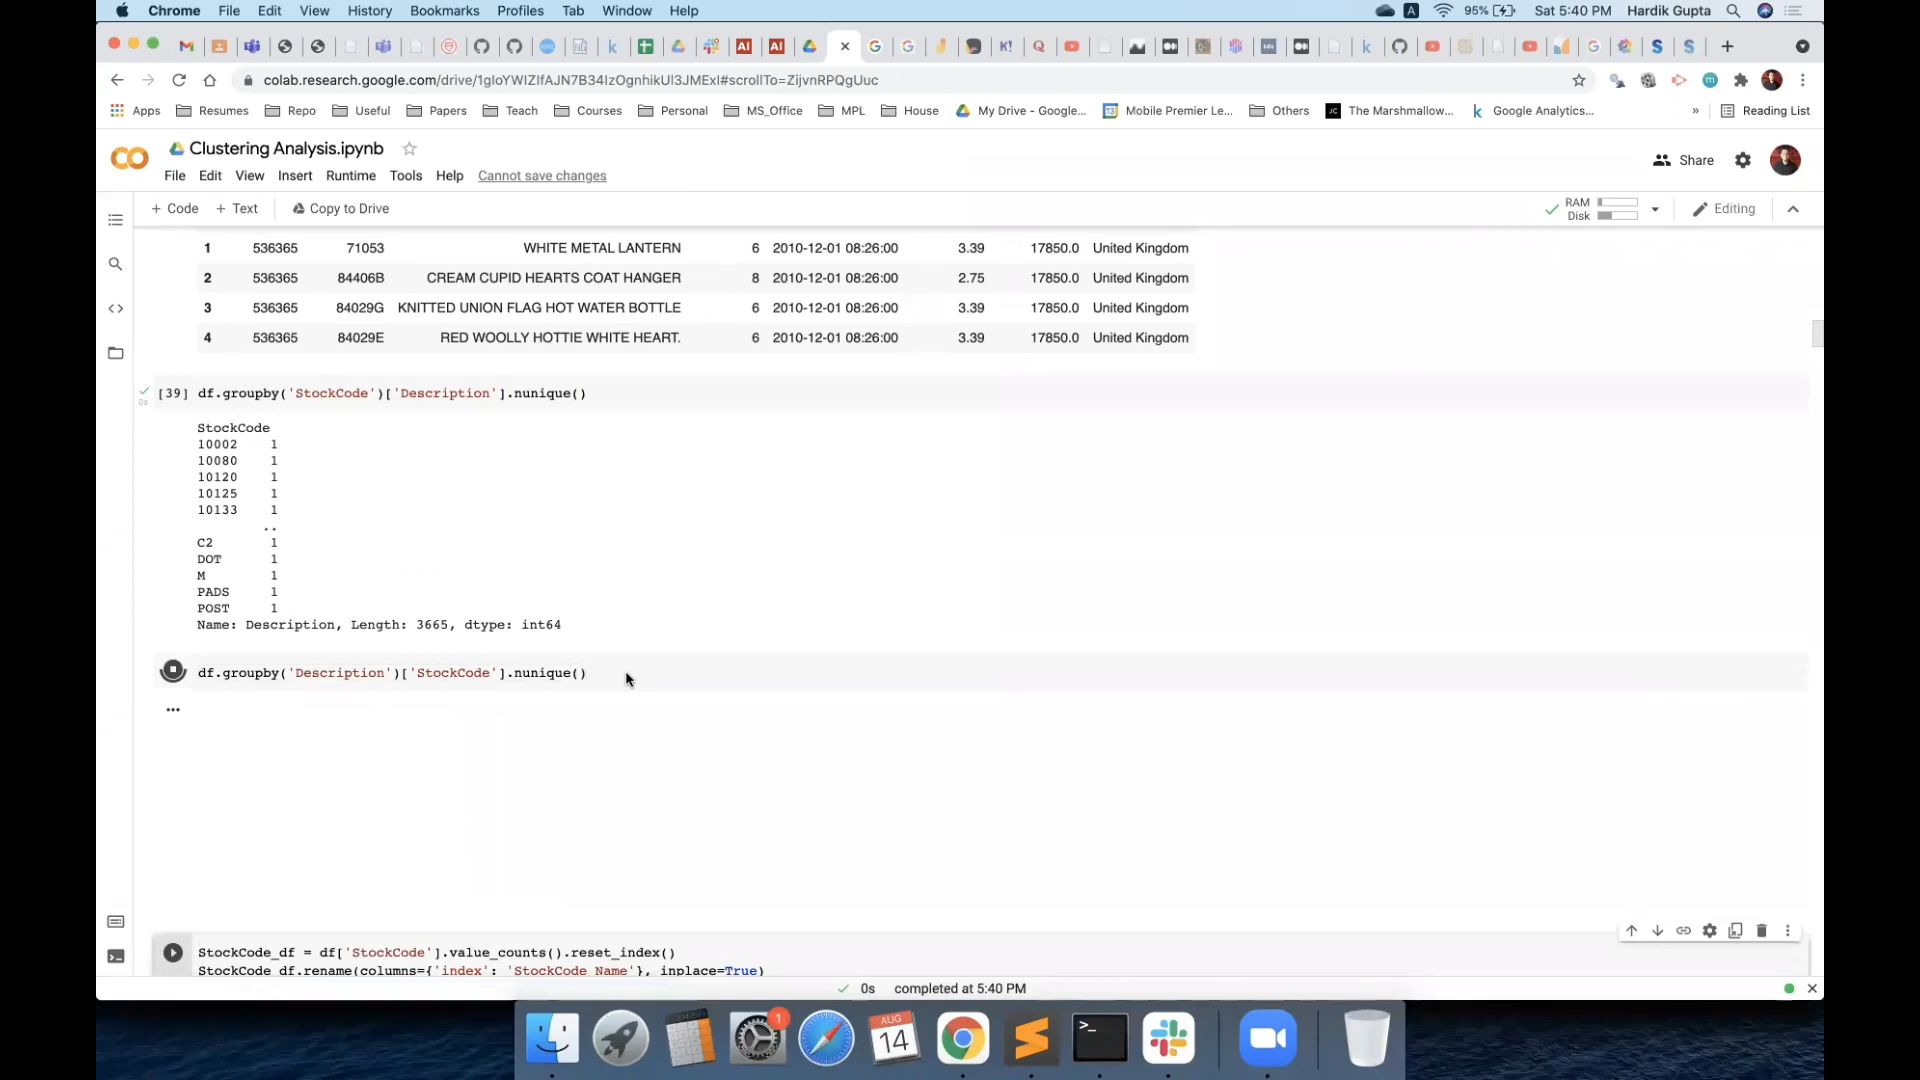 Chrome File Edit View History Bookmarks Profiles Tab Window Help
A 95% Sat 5:40 PM Hardik Gupta
colab.research.google.com/drive/1gIoYWIZIfAJN7B34IzOgnhikUl3JMExI#scrollTo=ZijvnRPQgUuc
Apps Resumes Repo Useful Papers Teach Courses Personal MS_Office MPL House My Drive - Google... Mobile Premier Le... Others The Marshmallow... Google Analytics... » Reading List
Clustering Analysis.ipynb
Share
File Edit View Insert Runtime Tools Help Cannot save changes
+ Code + Text Copy to Drive
RAM
Disk
Editing
1 536365 71053 WHITE METAL LANTERN 6 2010-12-01 08:26:00 3.39 17850.0 United Kingdom
2 536365 84406B CREAM CUPID HEARTS COAT HANGER 8 2010-12-01 08:26:00 2.75 17850.0 United Kingdom
3 536365 84029G KNITTED UNION FLAG HOT WATER BOTTLE 6 2010-12-01 08:26:00 3.39 17850.0 United Kingdom
4 536365 84029E RED WOOLLY HOTTIE WHITE HEART. 6 2010-12-01 08:26:00 3.39 17850.0 United Kingdom
[39] df.groupby('StockCode')['Description'].nunique()
0s
StockCode
10002 1
10080 1
10120 1
10125 1
10133 1
..
C2 1
DOT 1
M 1
PADS 1
POST 1
Name: Description, Length: 3665, dtype: int64
df.groupby('Description')['StockCode'].nunique()
...
StockCode_df = df['StockCode'].value_counts().reset_index()
StockCode_df.rename(columns={'index': 'StockCode_Name'}, inplace=True)
0s completed at 5:40 PM
1
AUG
14